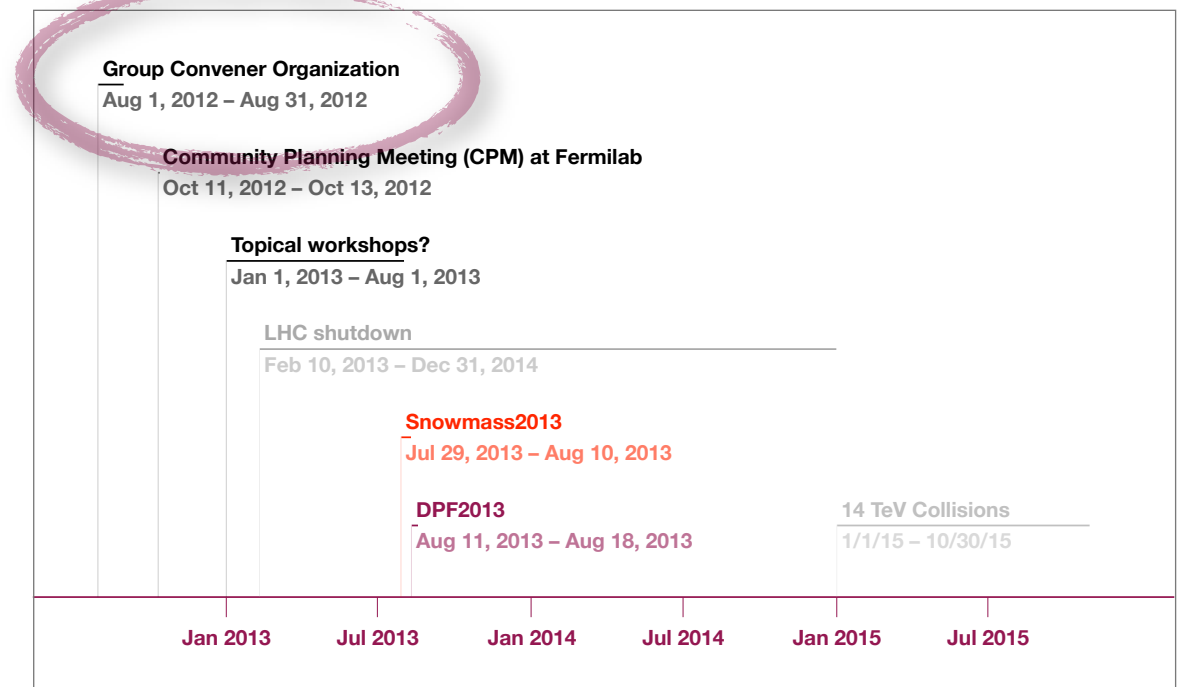 Group Convener Organization
Aug 1, 2012 – Aug 31, 2012
Community Planning Meeting (CPM) at Fermilab
Oct 11, 2012 – Oct 13, 2012
Topical workshops?
Jan 1, 2013 – Aug 1, 2013
LHC shutdown
Feb 10, 2013 – Dec 31, 2014
Snowmass2013
Jul 29, 2013 – Aug 10, 2013
DPF2013
Aug 11, 2013 – Aug 18, 2013
14 TeV Collisions
1/1/15 – 10/30/15
Jan 2013 Jul 2013 Jan 2014 Jul 2014 Jan 2015 Jul 2015